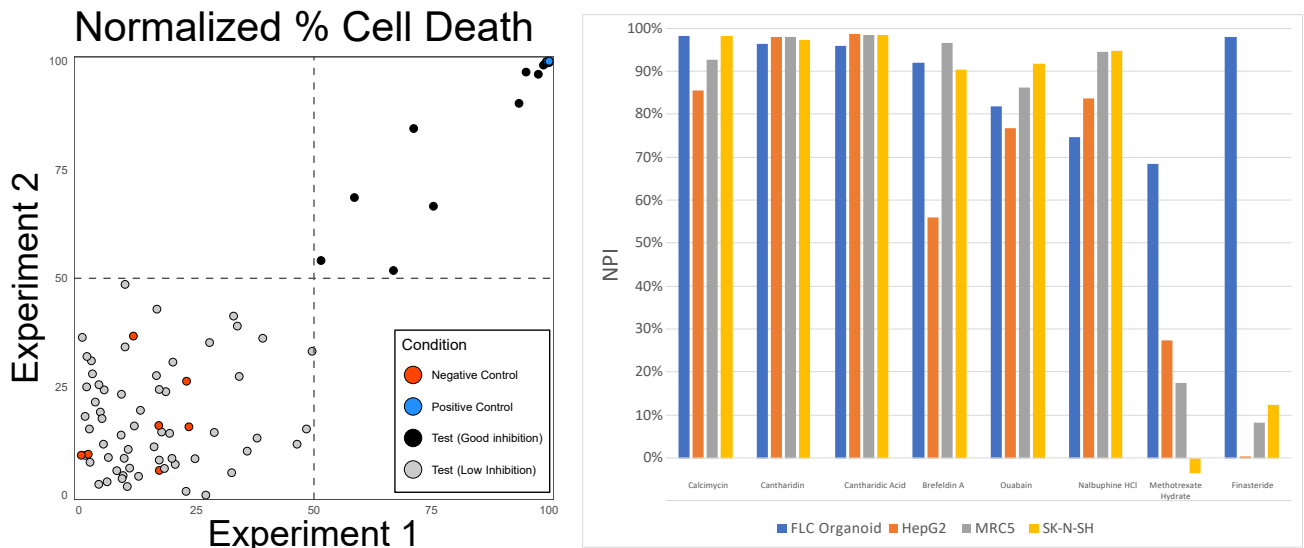 Normalized % Cell Death
Experiment 2
100
75
50
25
0
0
25
50
75
100
Experiment 1
Condition
Negative Control
Positive Control
Test (Good inhibition)
Test (Low Inhibition)
NPI
100%
90%
80%
70%
60%
50%
40%
30%
20%
10%
0%
Calcimycin
Cantharidin
Cantharidic Acid
Brefeldin A
Ouabain
Nalbuphine HCl
Methotrexate
Hydrate
Finasteride
FLC Organoid
HepG2
MRC5
SK-N-SH